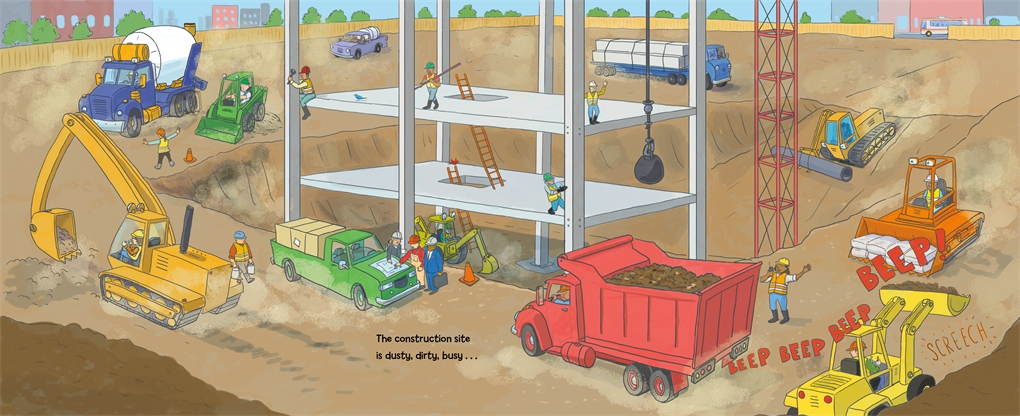 The construction site
is dusty, dirty, busy . . .
BEEP!
BEEP BEEP BEEP
SCREECH